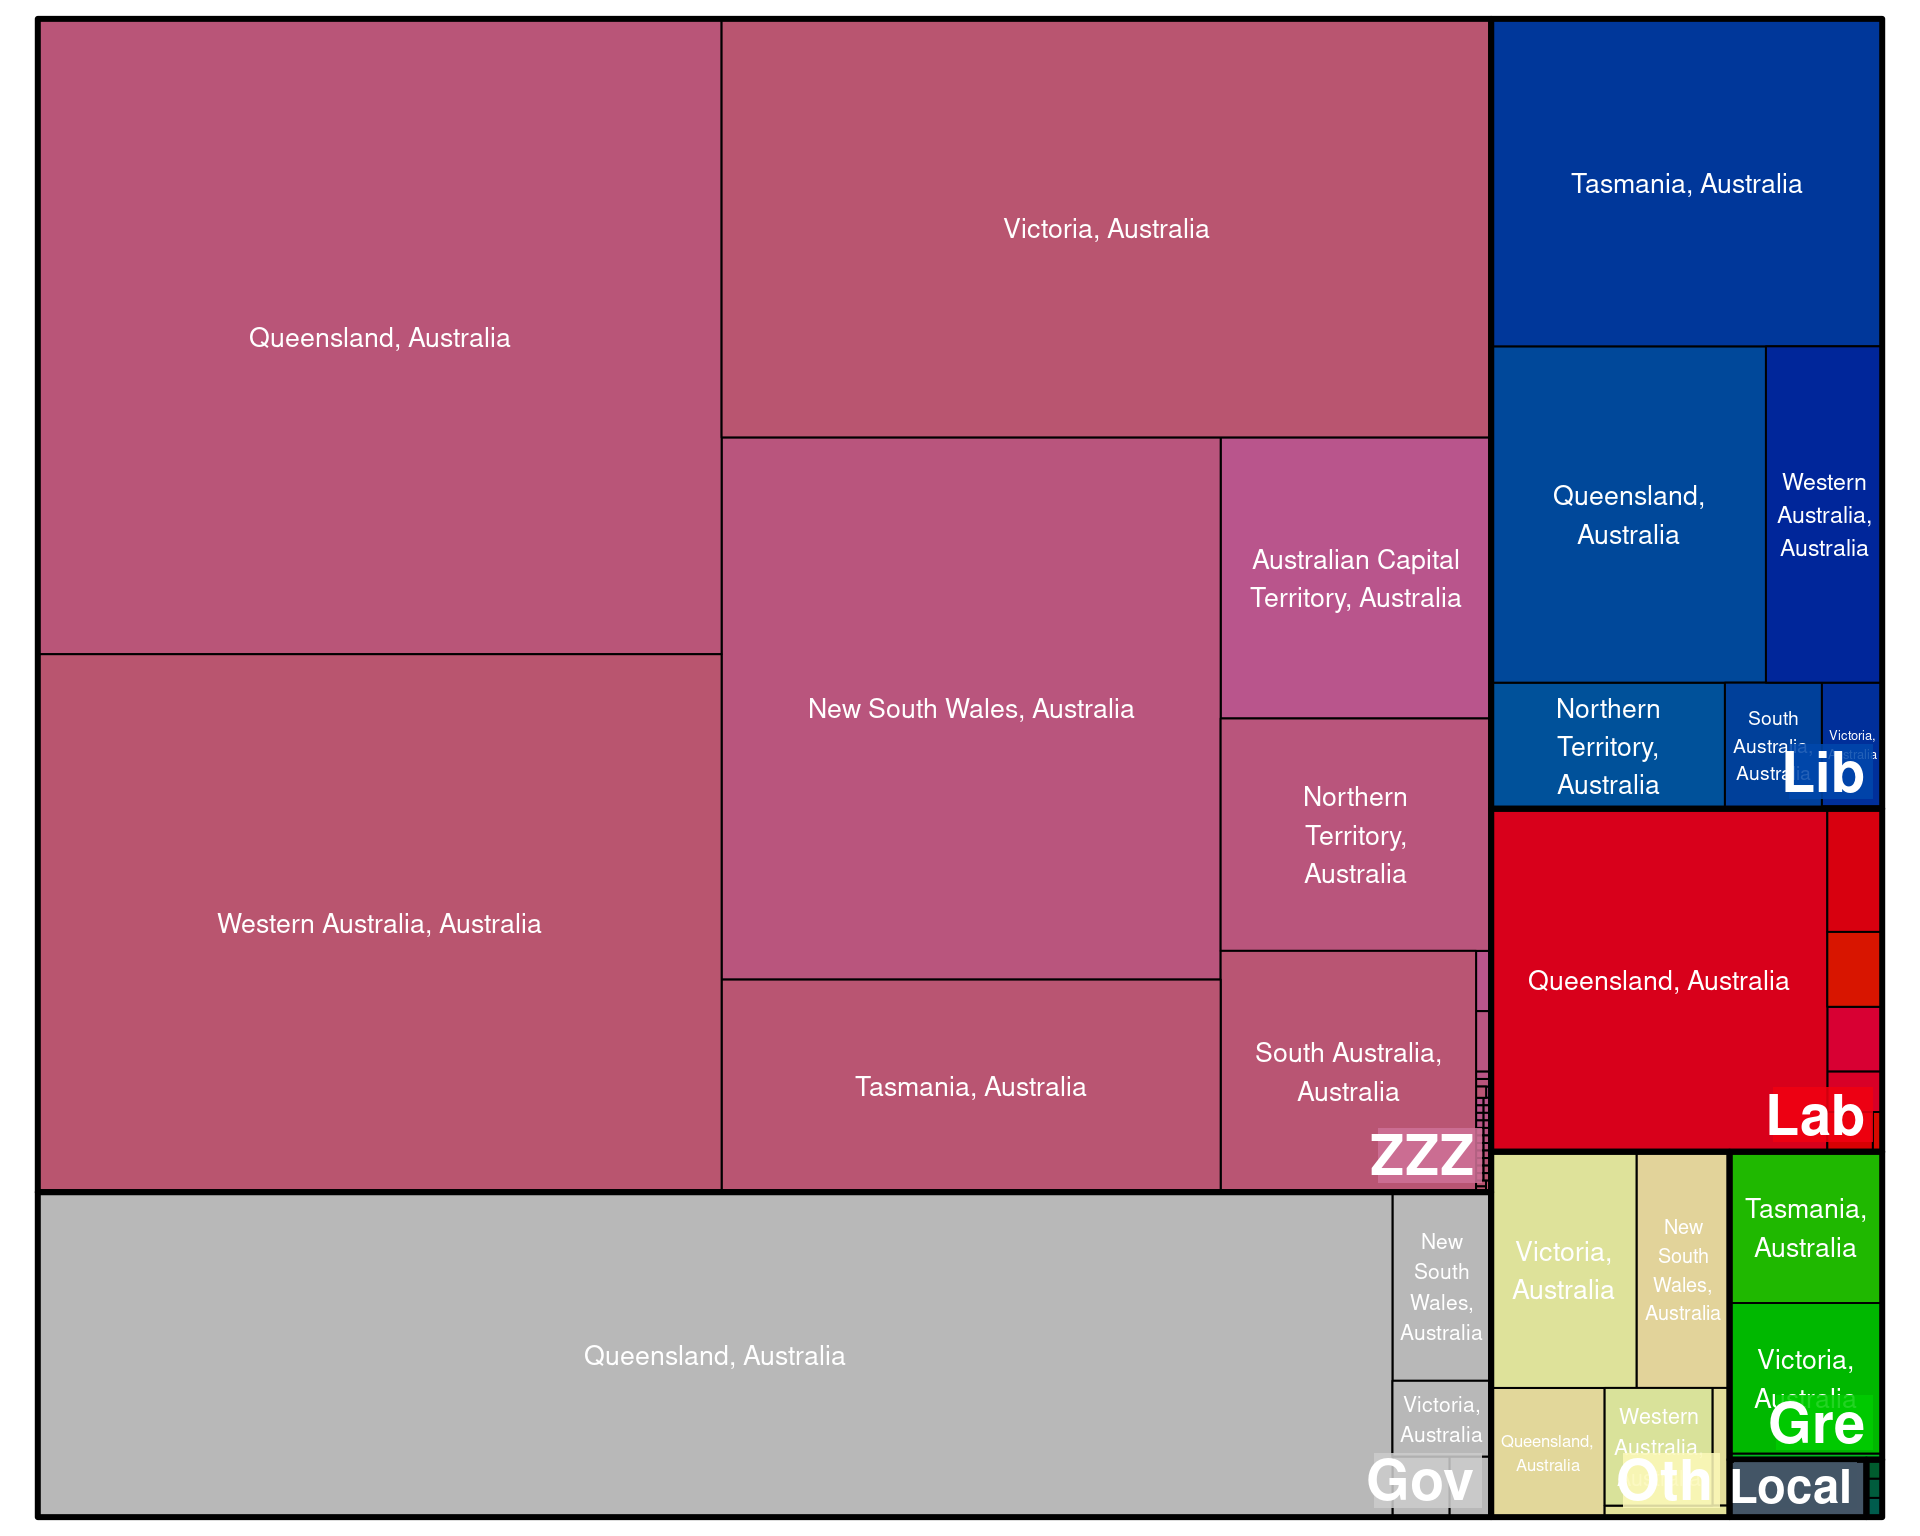 Queensland, Australia
Victoria, Australia
Western Australia, Australia
New South Wales, Australia
Australian Capital
Territory, Australia
Northern
Territory,
Australia
Tasmania, Australia
South Australia,
Australia
ZZZ
Queensland, Australia
New
South
Wales,
Australia
Victoria,
Australia
Gov
Tasmania, Australia
Queensland,
Australia
Western
Australia,
Australia
Northern
Territory,
Australia
South
Australia,
Australia
Victoria,
Australia
Lib
Queensland, Australia
Lab
Victoria,
Australia
New
South
Wales,
Australia
Queensland,
Australia
Western
Australia
Oth
Tasmania,
Australia
Victoria,
Australia
Gre
Local